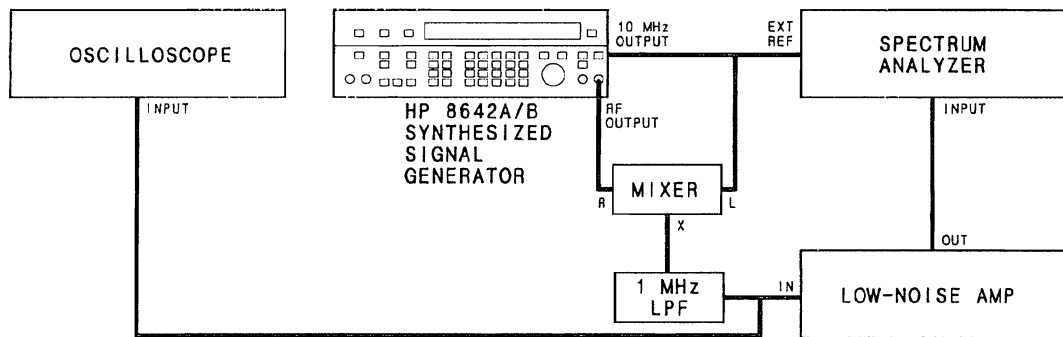 OSCILLOSCOPE
INPUT
HP 8642A/B
SYNTHESIZED
SIGNAL
GENERATOR
10 MHz
OUTPUT
RF
OUTPUT
EXT
REF
SPECTRUM
ANALYZER
INPUT
MIXER
R
L
X
1 MHz
LPF
IN
OUT
LOW-NOISE AMP